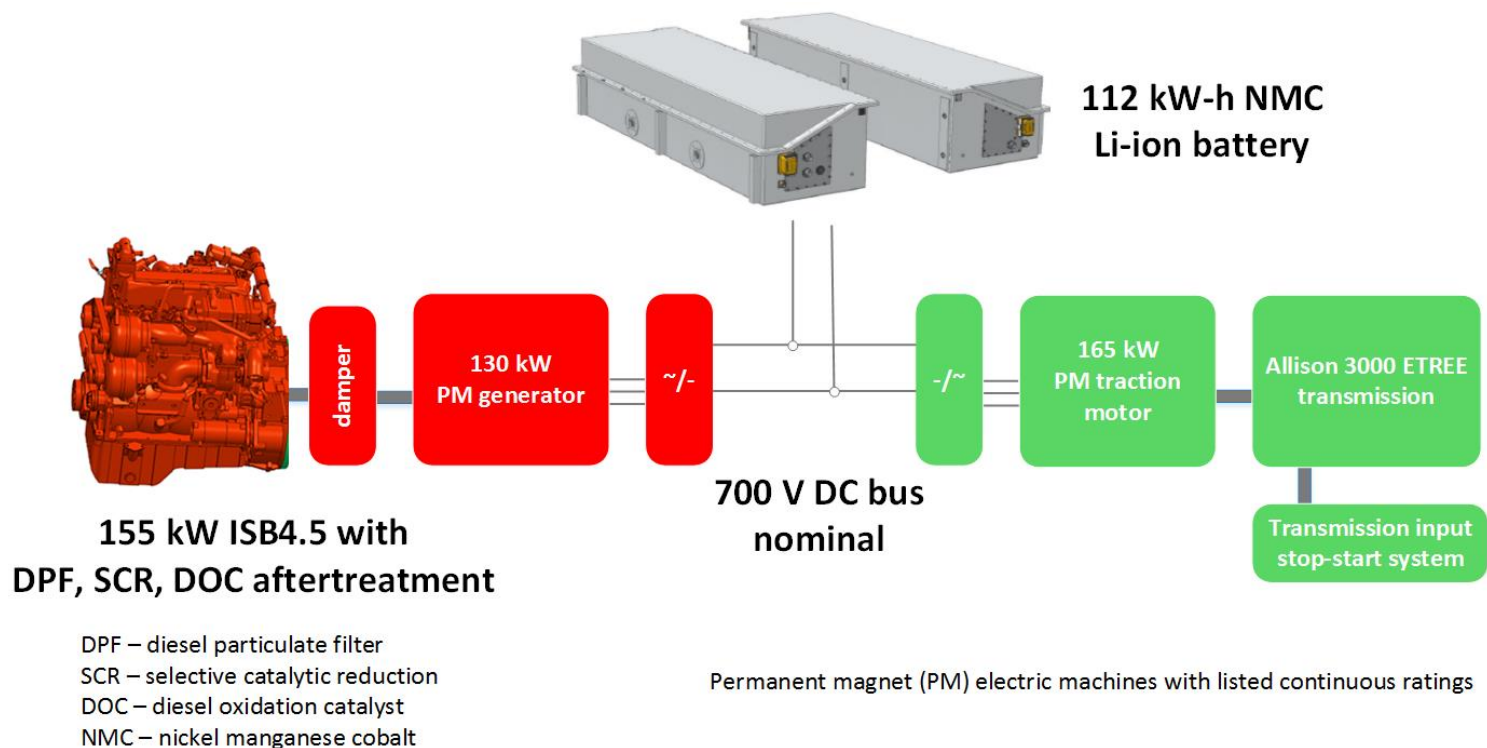 112 kW-h NMC
Li-ion battery
damper
130 kW
PM generator
~/-
-/~
165 kW
PM traction
motor
Allison 3000 ETREE
transmission
155 kW ISB4.5 with
DPF, SCR, DOC aftertreatment
700 V DC bus
nominal
Transmission input
stop-start system
DPF – diesel particulate filter
SCR – selective catalytic reduction
DOC – diesel oxidation catalyst
NMC – nickel manganese cobalt
Permanent magnet (PM) electric machines with listed continuous ratings